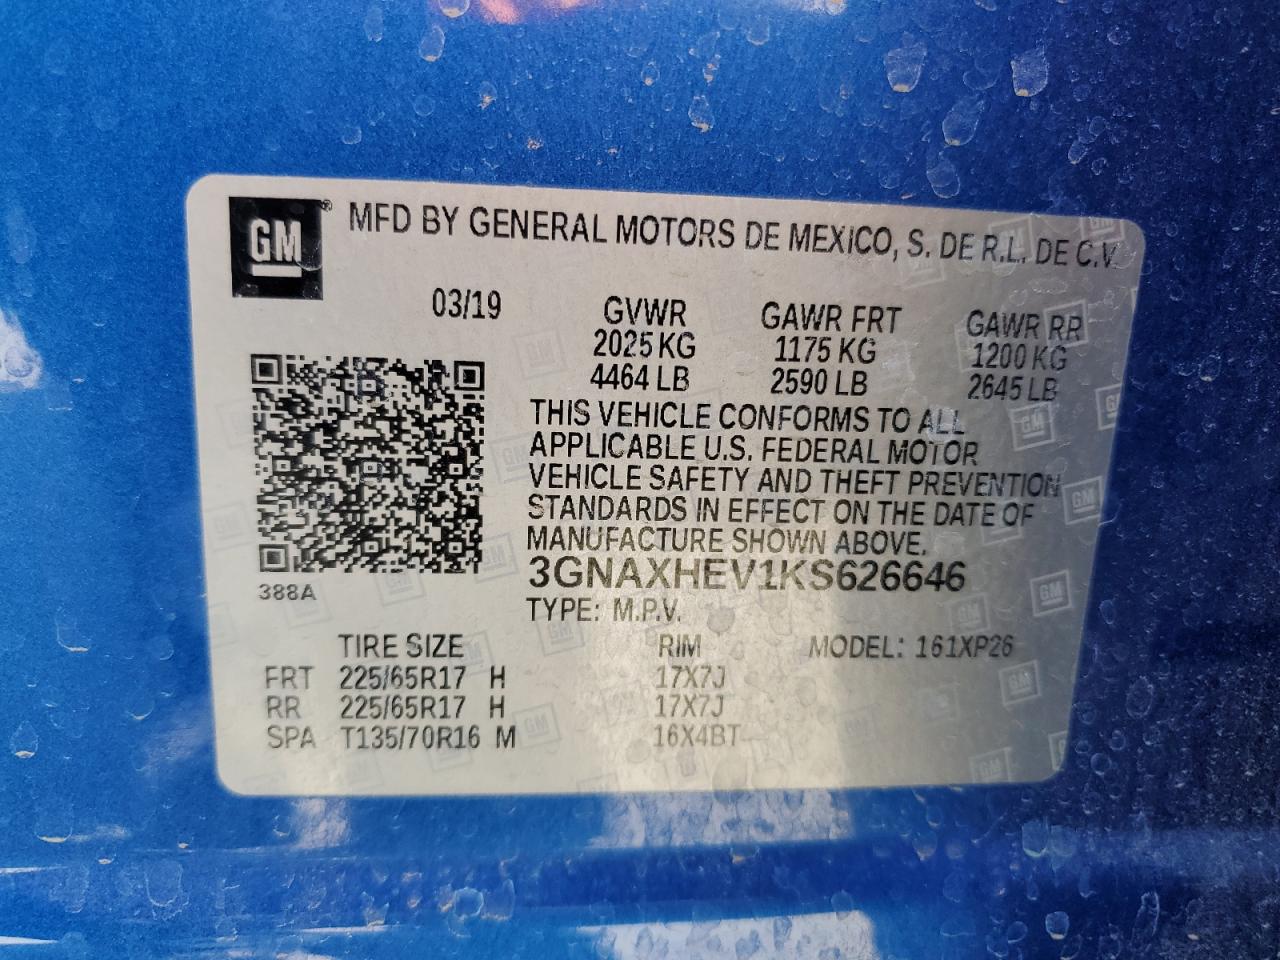 GM® MFD BY GENERAL MOTORS DE MEXICO, S. DE R.L. DE C.V.
03/19 GVWR GAWR FRT GAWR RR
2025 KG 1175 KG 1200 KG
4464 LB 2590 LB 2645 LB
THIS VEHICLE CONFORMS TO ALL
APPLICABLE U.S. FEDERAL MOTOR
VEHICLE SAFETY AND THEFT PREVENTION
STANDARDS IN EFFECT ON THE DATE OF
MANUFACTURE SHOWN ABOVE.
3GNAXHEV1KS626646
388A
TYPE: M.P.V.
TIRE SIZE RIM MODEL: 161XP26
FRT 225/65R17 H 17X7J
RR 225/65R17 H 17X7J
SPA T135/70R16 M 16X4BT